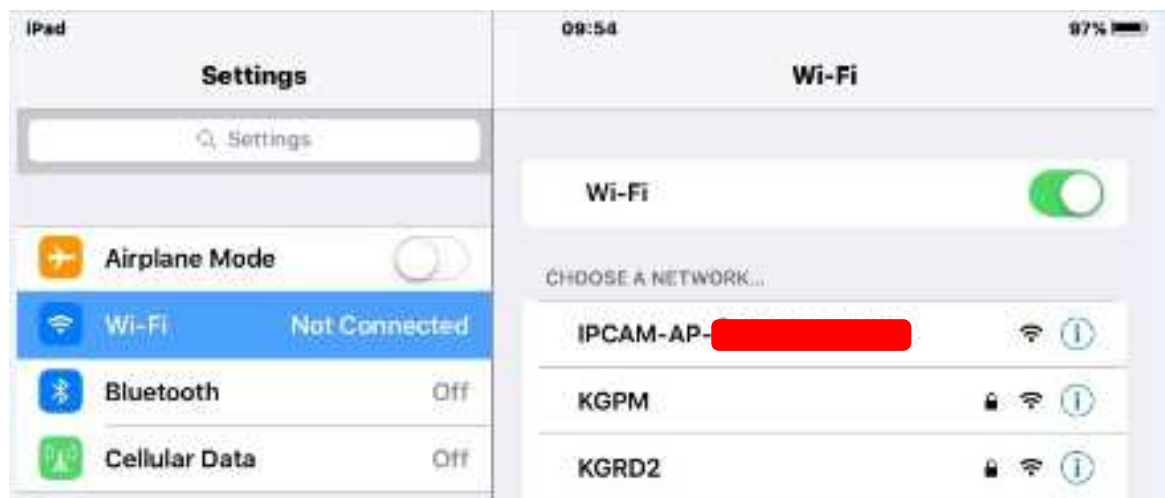 iPad
09:54
97%
Settings
Wi-Fi
Settings
Wi-Fi
Airplane Mode
CHOOSE A NETWORK...
Wi-Fi Not Connected
IPCAM-AP-
Bluetooth Off
KGPM
Cellular Data Off
KGRD2